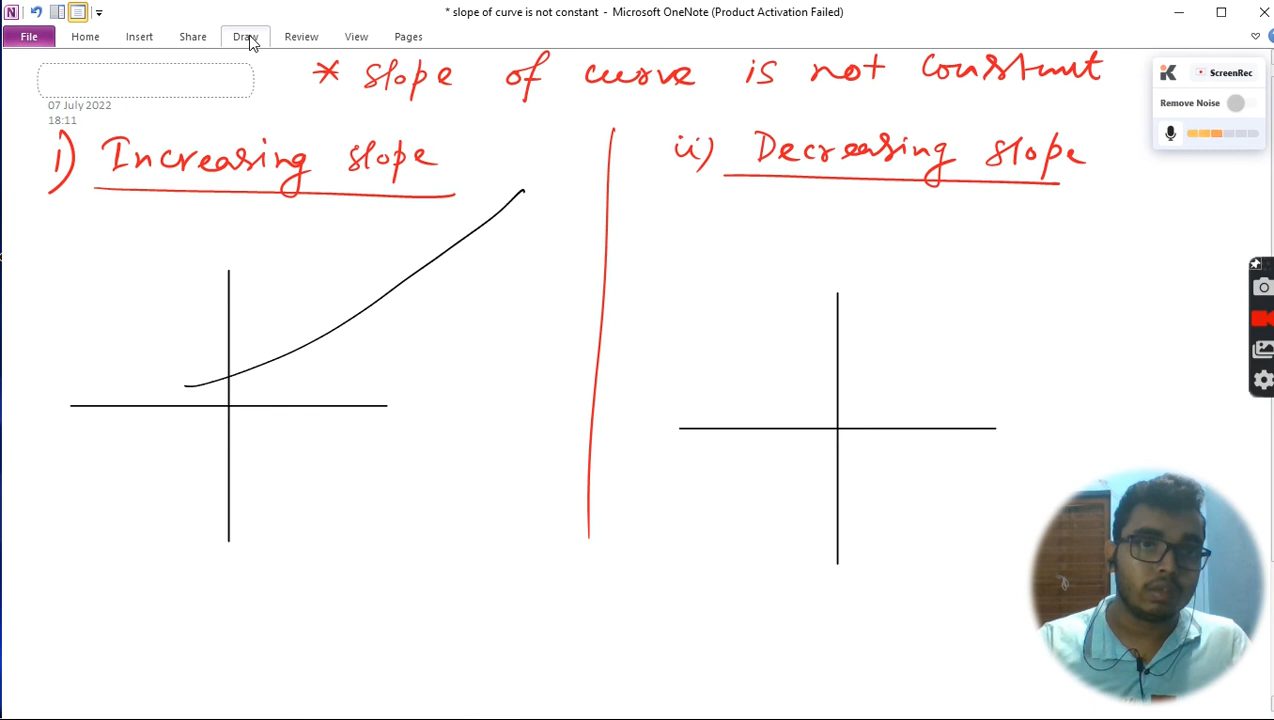 * slope of curve is not constant - Microsoft OneNote (Product Activation Failed)
File Home Insert Share Draw Review View Pages
* slope of curve is not constant
07 July 2022
18:11
ScreenRec
Remove Noise
i) Increasing slope
ii) Decreasing slope